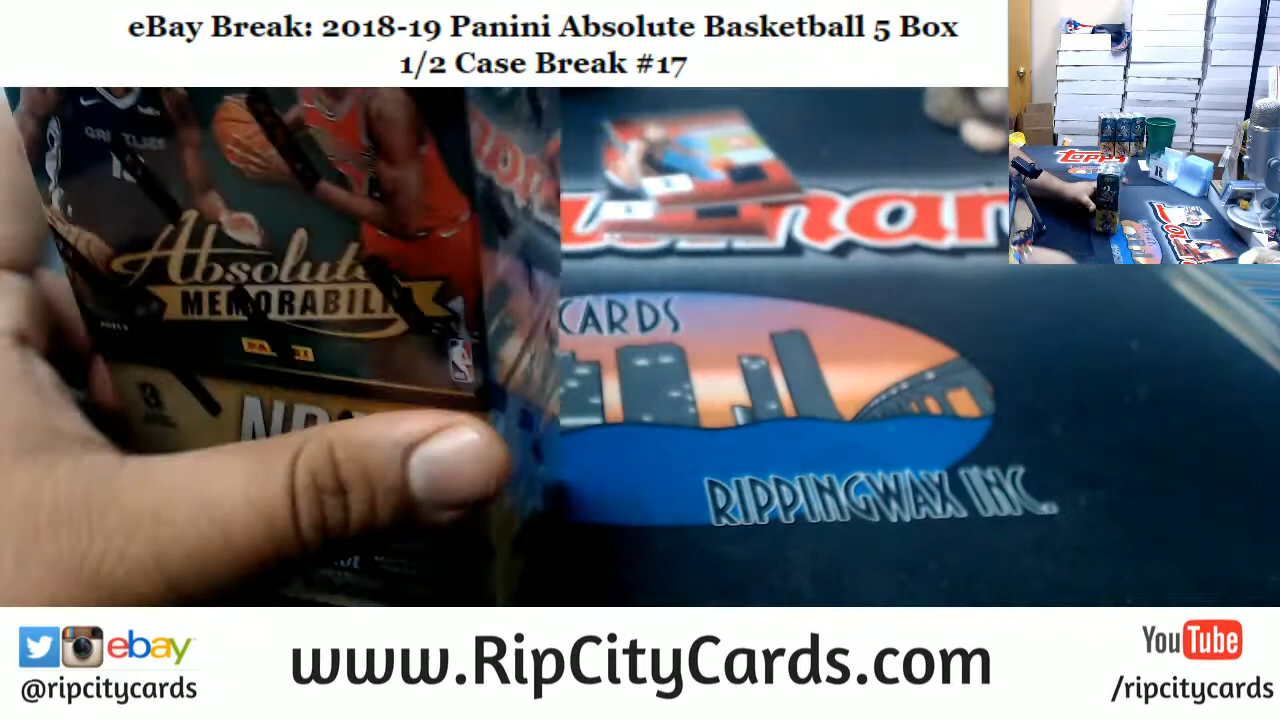 eBay Break: 2018-19 Panini Absolute Basketball 5 Box
1/2 Case Break #17
Absolute
MEMORABILI
CARDS
RIPPINGWAX INC.
topps
ebay
@ripcitycards
www.RipCityCards.com
YouTube
/ripcitycards